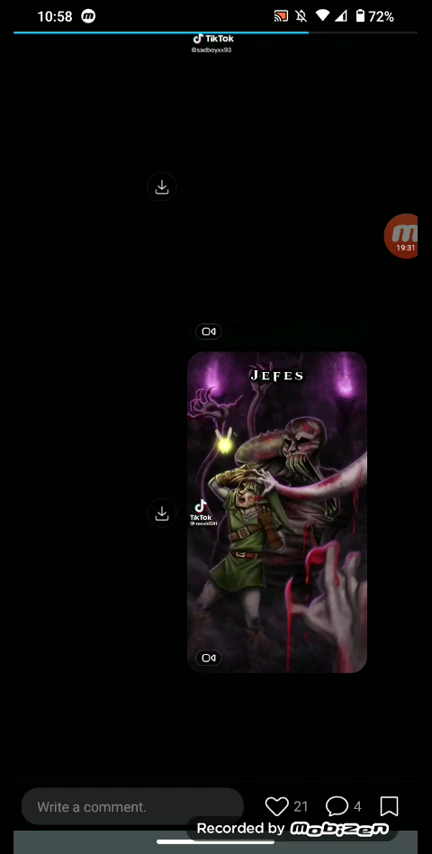 10:58
72%
TikTok
@sadboyxx93
19:31
JEFES
TikTok
Write a comment.
21
4
Recorded by mobizen